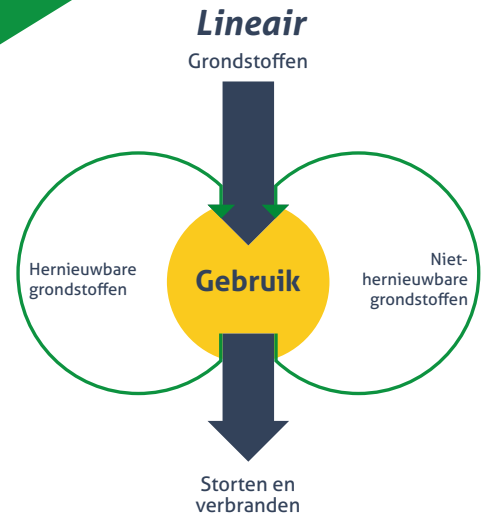 Lineair
Grondstoffen
Hernieuwbare
grondstoffen
Gebruik
Niet-
hernieuwbare
grondstoffen
Storten en
verbranden